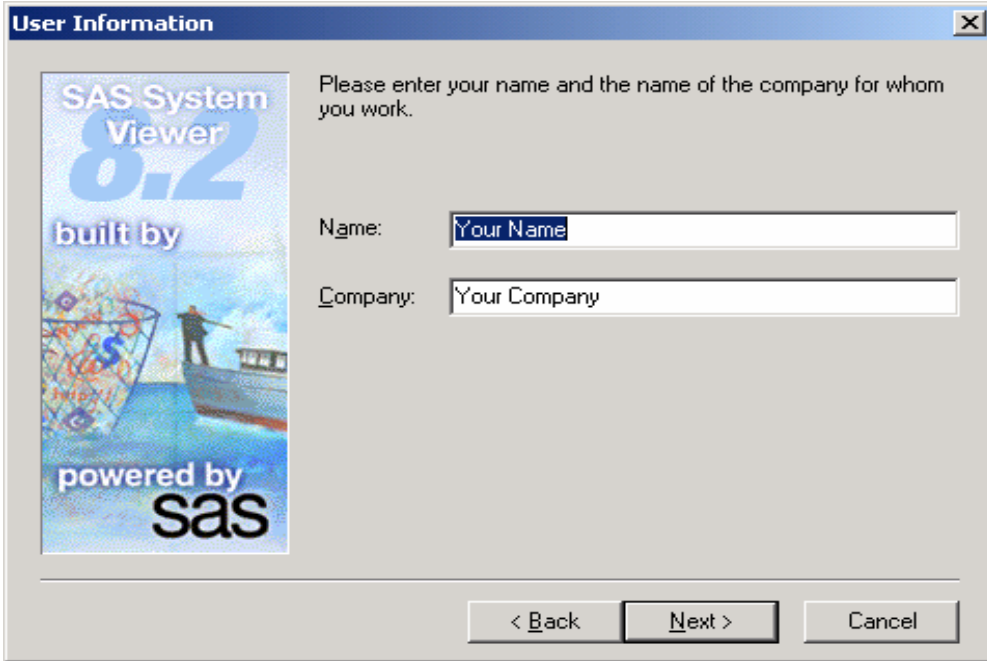 User Information
SAS System
Viewer
8.2
built by
$
http://
powered by
sas
Please enter your name and the name of the company for whom
you work.
Name: Your Name
Company: Your Company
< Back Next > Cancel